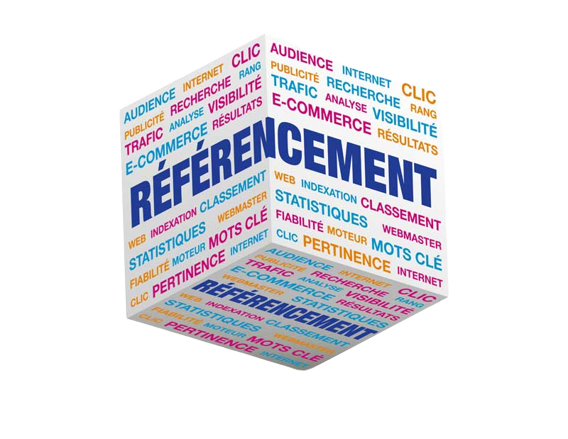 AUDIENCE INTERNET CLIC
PUBLICITÉ RECHERCHE RANG
TRAFIC ANALYSE VISIBILITÉ
E-COMMERCE RÉSULTATS
AUDIENCE INTERNET CLIC
PUBLICITÉ RECHERCHE RANG
TRAFIC ANALYSE VISIBILITÉ
E-COMMERCE RÉSULTATS
RÉFÉRENCEMENT
WEB INDEXATION CLASSEMENT
STATISTIQUES WEBMASTER
FIABILITÉ MOTEUR MOTS CLÉ
CLIC PERTINENCE INTERNET
WEB INDEXATION CLASSEMENT
STATISTIQUES WEBMASTER
FIABILITÉ MOTEUR MOTS CLÉ
CLIC PERTINENCE INTERNET
AUDIENCE INTERNET CLIC
PUBLICITÉ RECHERCHE RANG
TRAFIC ANALYSE VISIBILITÉ
E-COMMERCE RÉSULTATS
WEBMASTER STATISTIQUES
RÉFÉRENCEMENT
WEB INDEXATION CLASSEMENT
STATISTIQUES WEBMASTER
FIABILITÉ MOTEUR MOTS CLÉ
CLIC PERTINENCE INTERNET